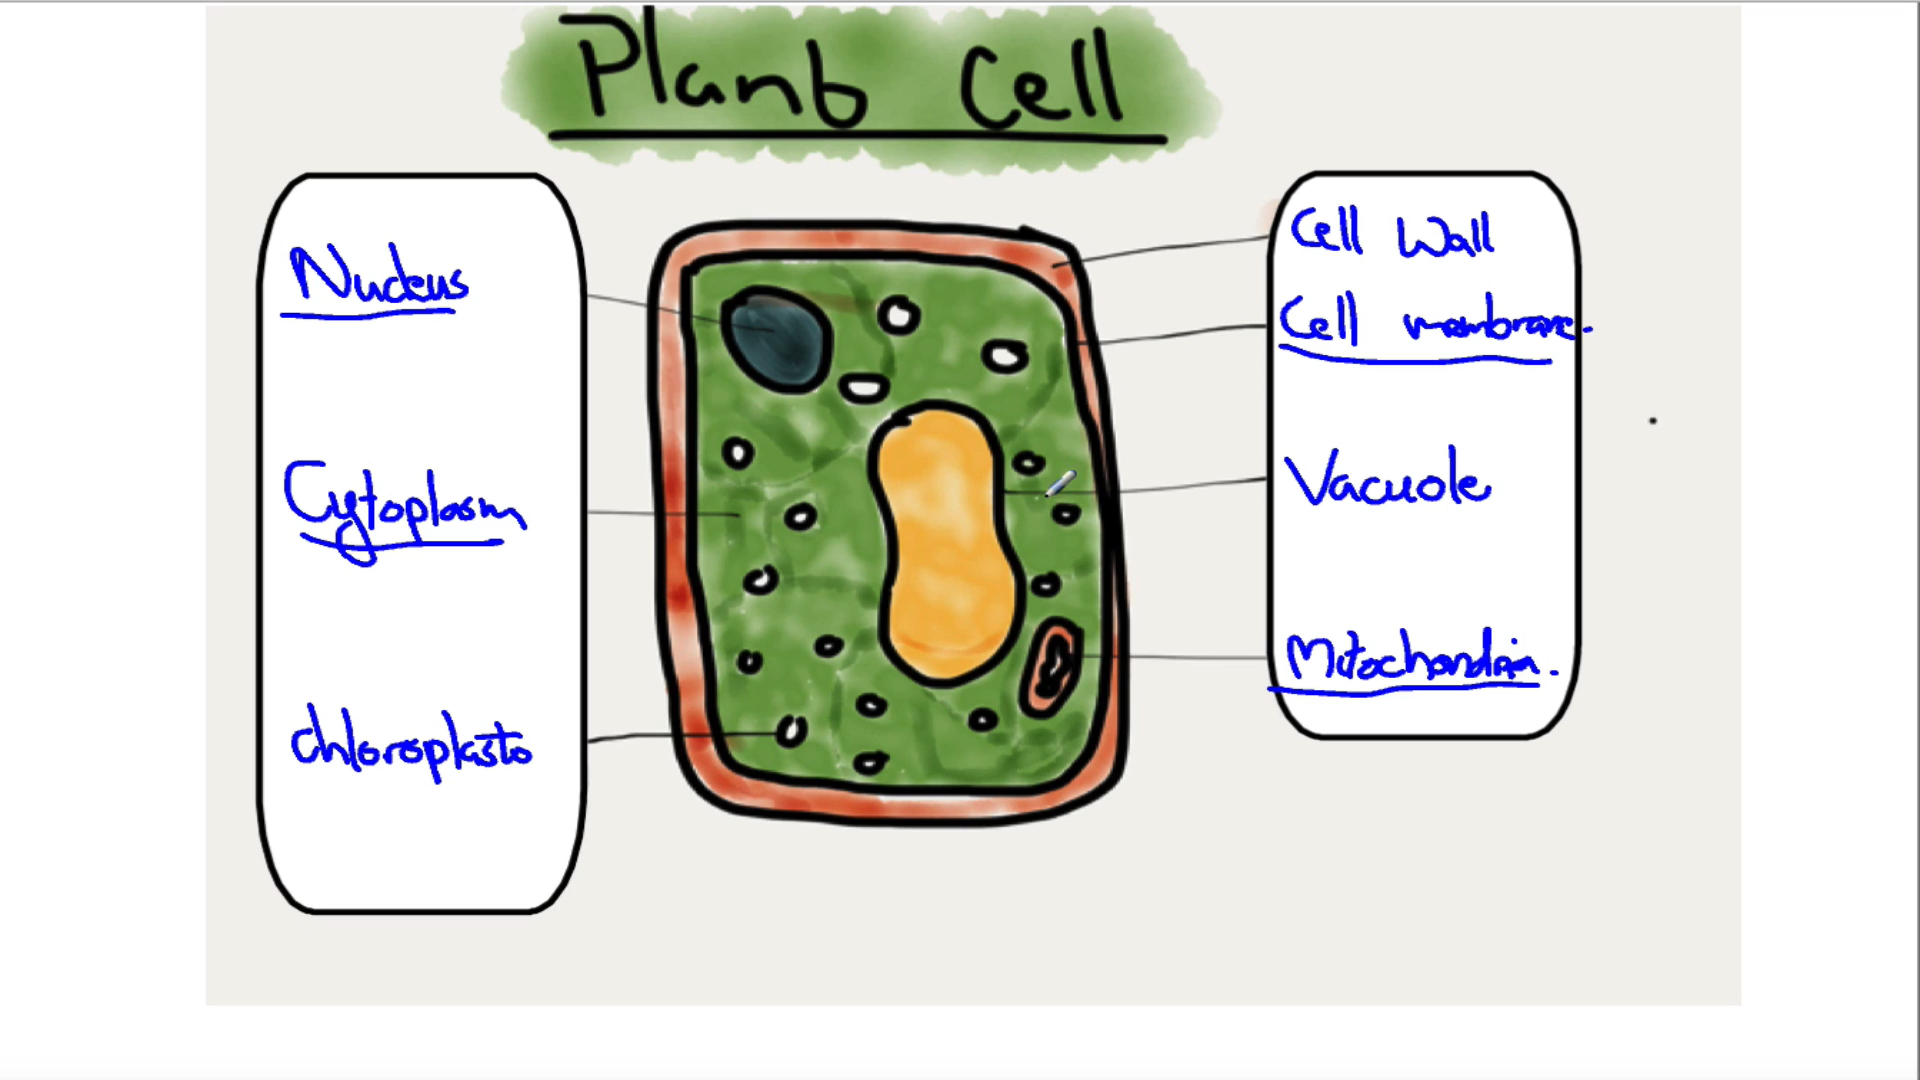 Plant Cell
Nucleus
Cytoplasm
chloroplasts
Cell Wall
Cell membrane.
Vacuole
Mitochondria.